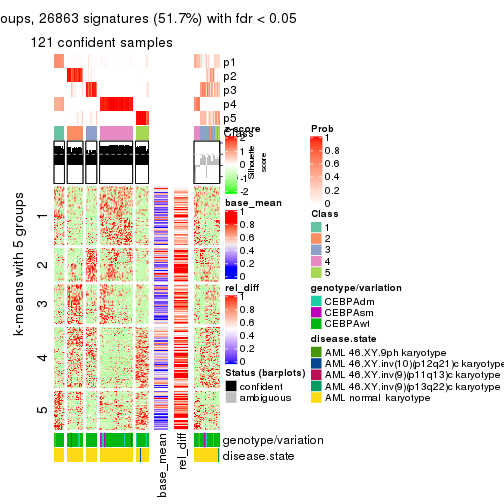 oups, 26863 signatures (51.7%) with fdr < 0.05
121 confident samples
p1
p2
p3
p4
p5
Class
z-score
2
1
0
-1
-2
Silhouette
score
base_mean
1
0.8
0.6
0.4
0.2
0
rel_diff
1
0.8
0.6
0.4
0.2
0
Status (barplots)
confident
ambiguous
Prob
1
0.8
0.6
0.4
0.2
0
Class
1
2
3
4
5
genotype/variation
CEBPAdm
CEBPAsm
CEBPAwt
disease.state
AML 46.XY.9ph karyotype
AML 46.XY.inv(10)(p12q21)c karyotype
AML 46.XY.inv(9)(p11q13)c karyotype
AML 46.XY.inv(9)(p13q22)c karyotype
AML normal karyotype
k-means with 5 groups
1
2
3
4
5
genotype/variation
disease.state
base_mean
rel_diff